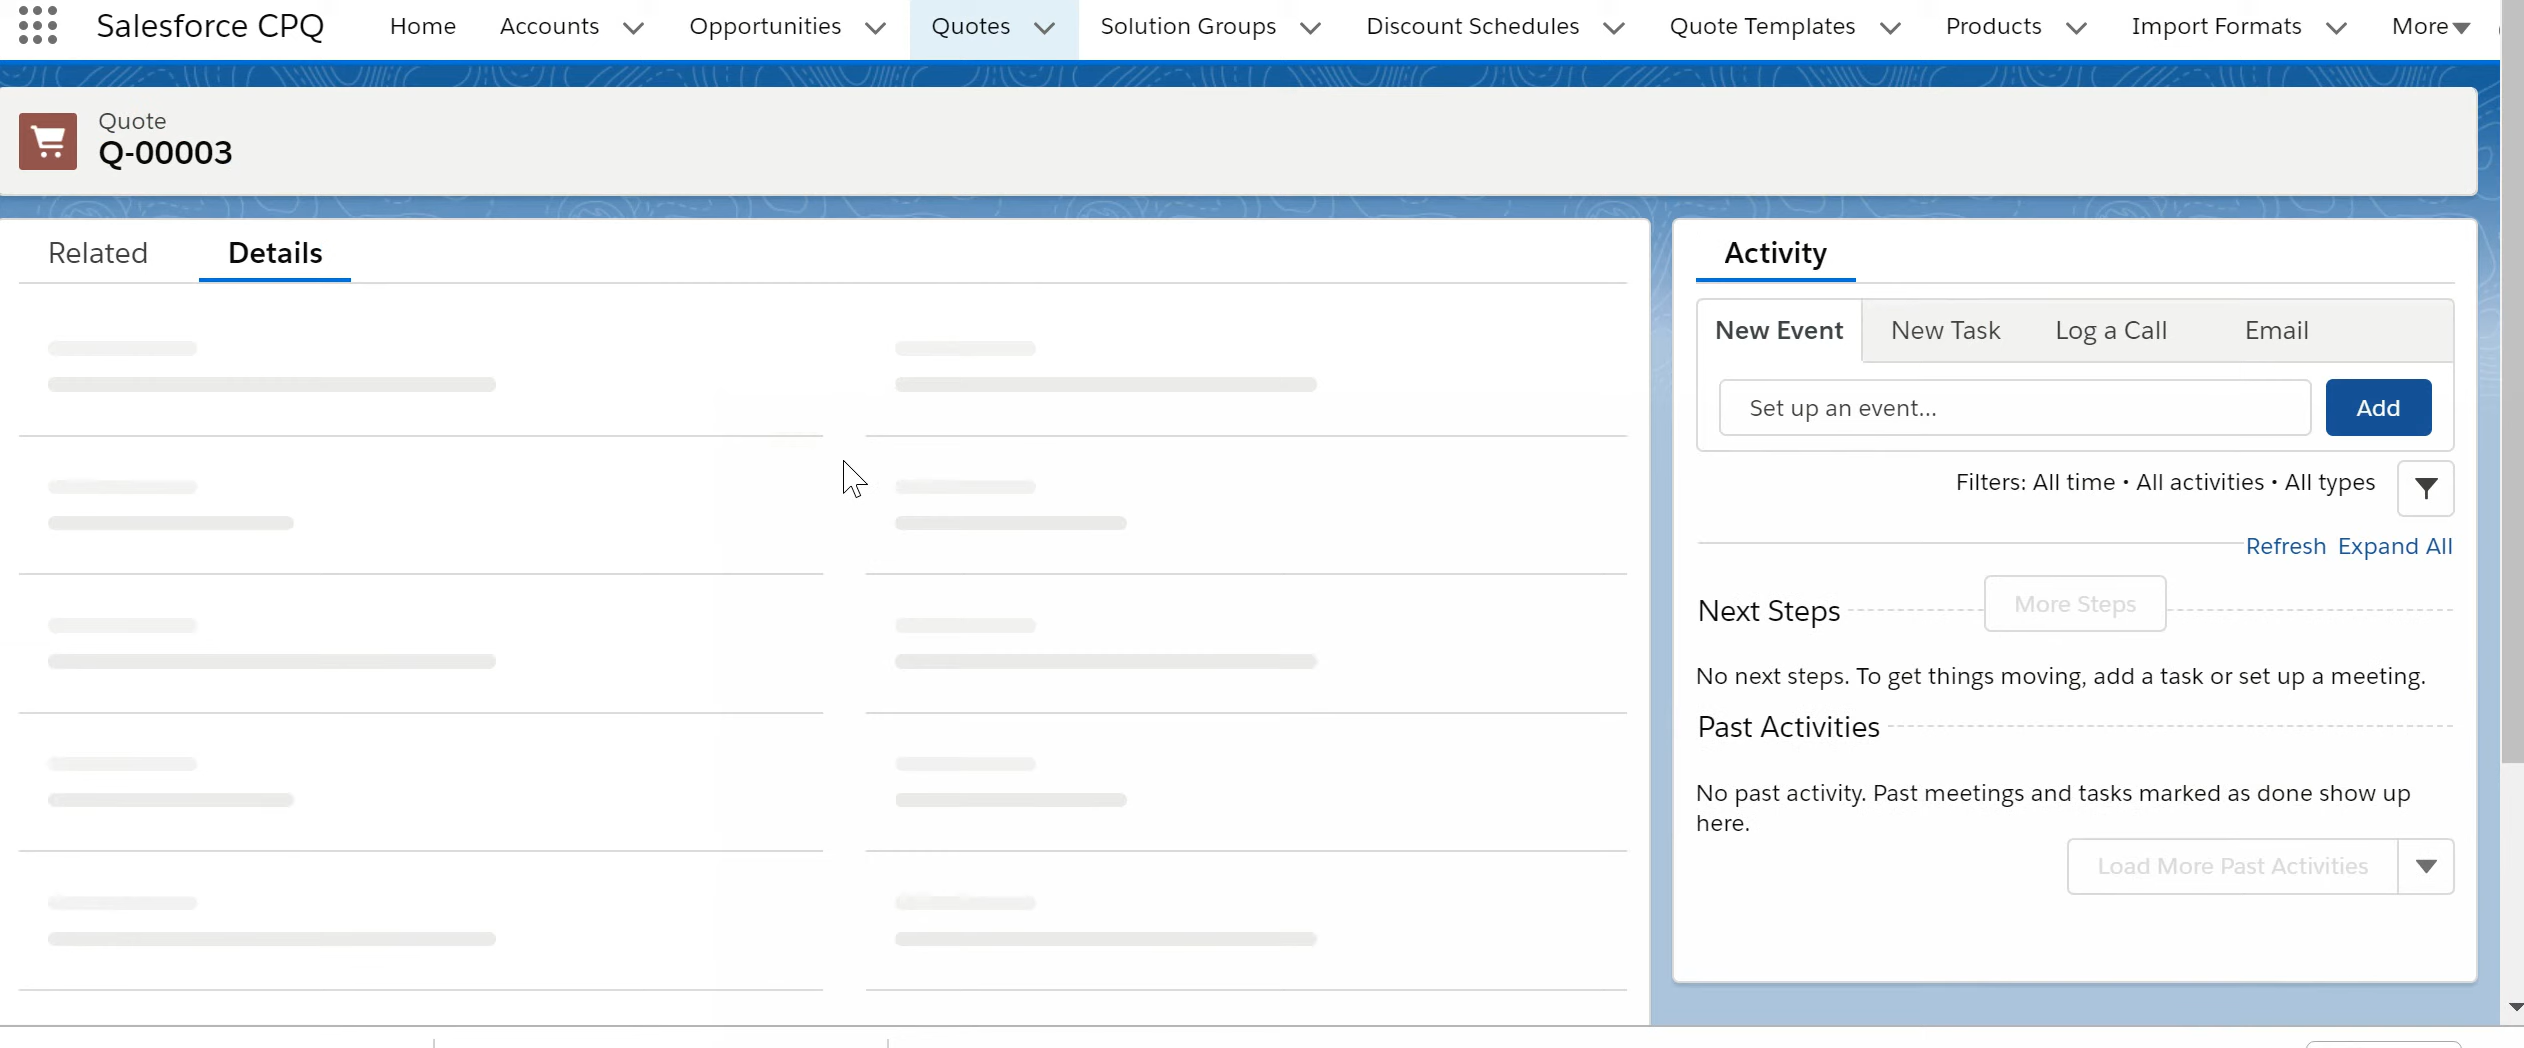 Salesforce CPQ Home Accounts Opportunities Quotes Solution Groups Discount Schedules Quote Templates Products Import Formats More
Quote
Q-00003
Related Details
Activity
New Event New Task Log a Call Email
Set up an event... Add
Filters: All time • All activities • All types
Refresh Expand All
Next Steps More Steps
No next steps. To get things moving, add a task or set up a meeting.
Past Activities
No past activity. Past meetings and tasks marked as done show up
here.
Load More Past Activities